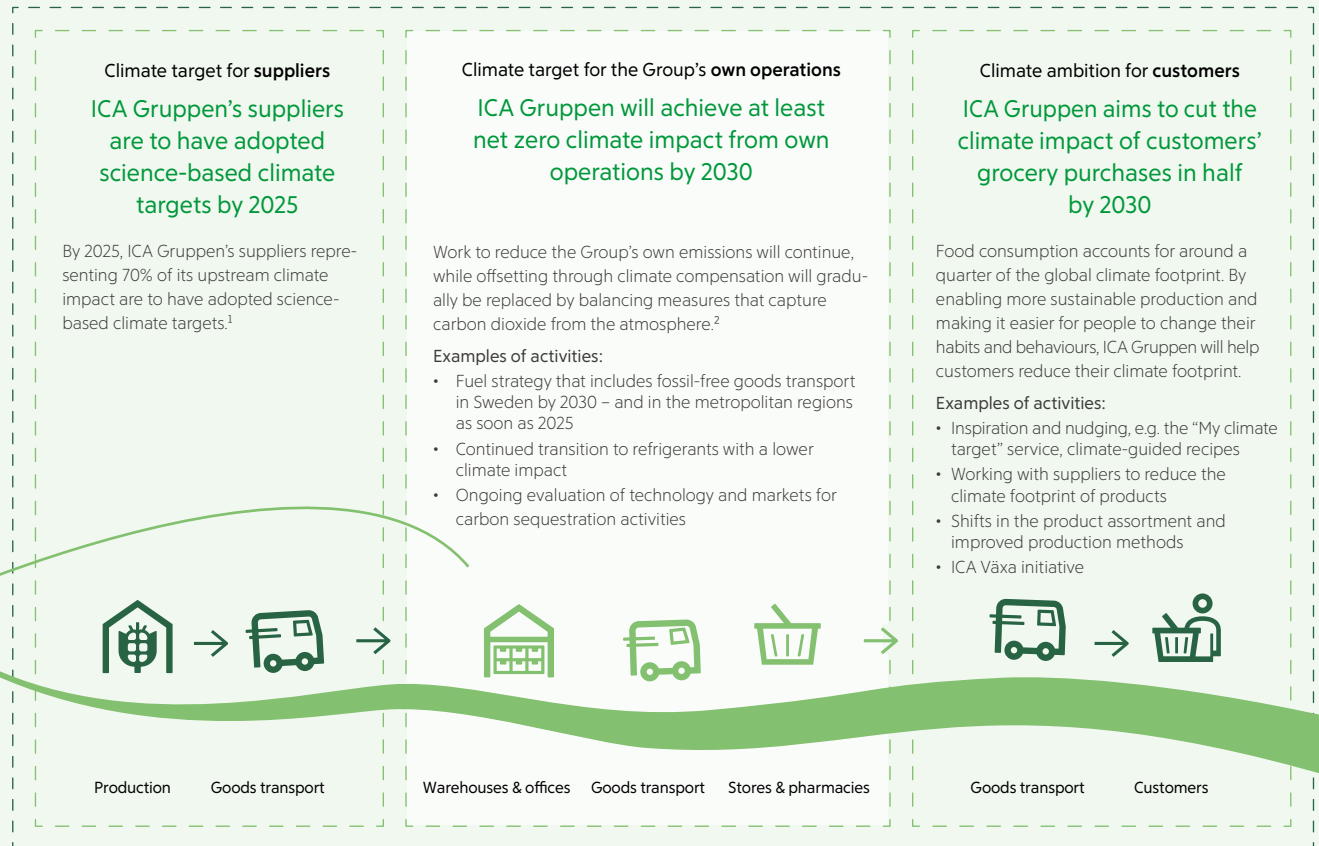 Climate target for suppliers
ICA Gruppen’s suppliers
are to have adopted
science-based climate
targets by 2025
By 2025, ICA Gruppen’s suppliers repre-
senting 70% of its upstream climate
impact are to have adopted science-
based climate targets.¹
Climate target for the Group’s own operations
ICA Gruppen will achieve at least
net zero climate impact from own
operations by 2030
Work to reduce the Group’s own emissions will continue,
while offsetting through climate compensation will gradu-
ally be replaced by balancing measures that capture
carbon dioxide from the atmosphere.²
Examples of activities:
• Fuel strategy that includes fossil-free goods transport
in Sweden by 2030 – and in the metropolitan regions
as soon as 2025
• Continued transition to refrigerants with a lower
climate impact
• Ongoing evaluation of technology and markets for
carbon sequestration activities
Climate ambition for customers
ICA Gruppen aims to cut the
climate impact of customers’
grocery purchases in half
by 2030
Food consumption accounts for around a
quarter of the global climate footprint. By
enabling more sustainable production and
making it easier for people to change their
habits and behaviours, ICA Gruppen will help
customers reduce their climate footprint.
Examples of activities:
• Inspiration and nudging, e.g. the “My climate
target” service, climate-guided recipes
• Working with suppliers to reduce the
climate footprint of products
• Shifts in the product assortment and
improved production methods
• ICA Växa initiative
Production
Goods transport
Warehouses & offices
Goods transport
Stores & pharmacies
Goods transport
Customers